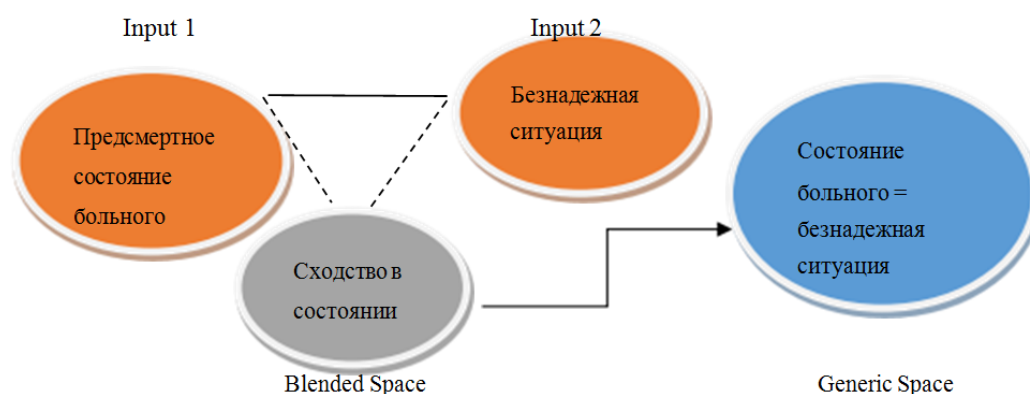 Input 1
Input 2
Предсмертное
состояние
больного
Безнадежная
ситуация
Состояние
больного =
безнадежная
ситуация
Сходство в
состоянии
Blended Space
Generic Space